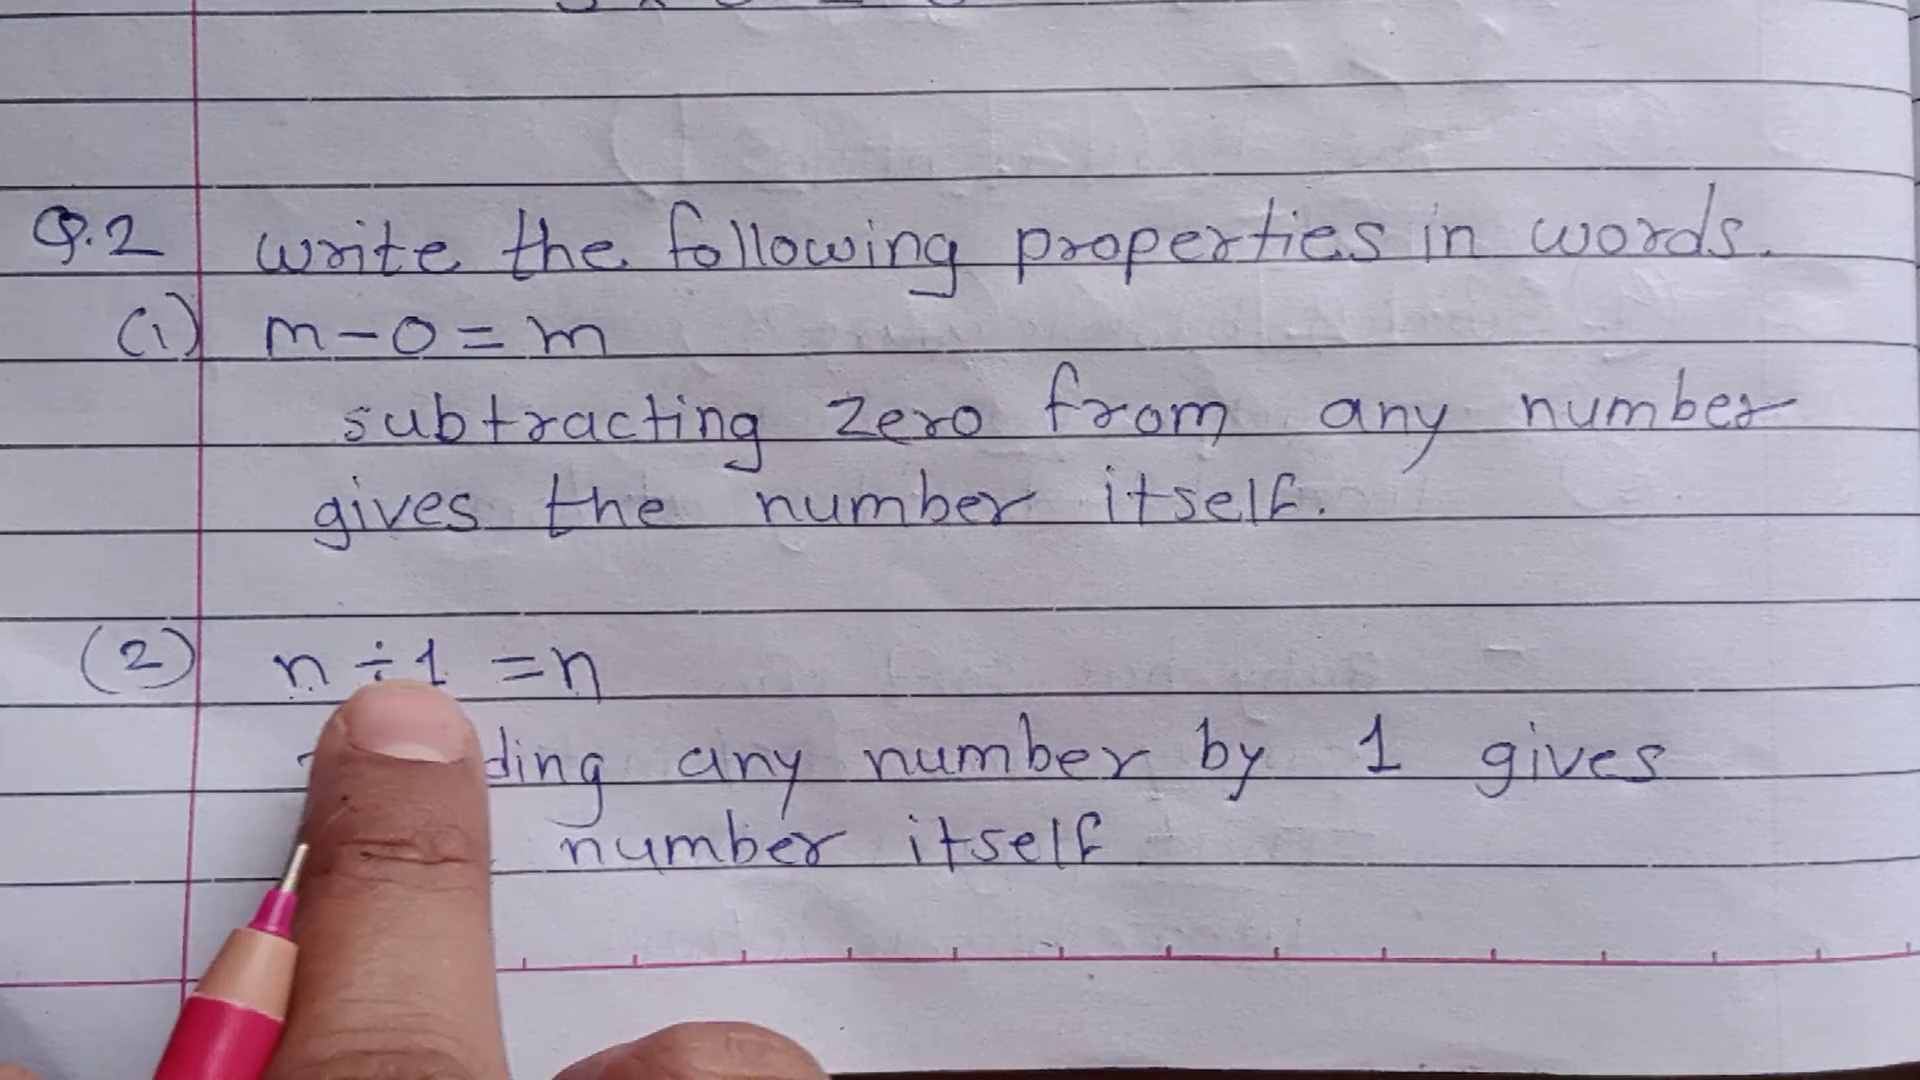 Q.2 write the following properties in words.
(1) m - 0 = m
subtracting zero from any number
gives the number itself.
(2) n ÷ 1 = n
ding any number by 1 gives
number itself